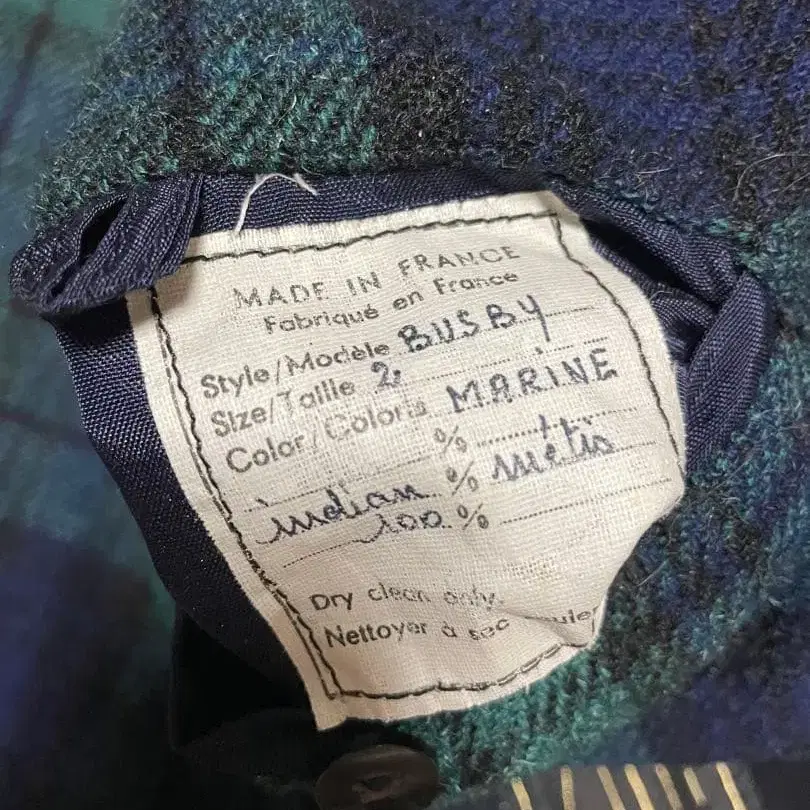 MADE IN FRANCE
Fabriqué en France
Style/Modèle BUSBY
Size/Taille 2
Color/Coloris MARINE
%
indian % métis
100 %
Dry clean only.
Nettoyer à sec